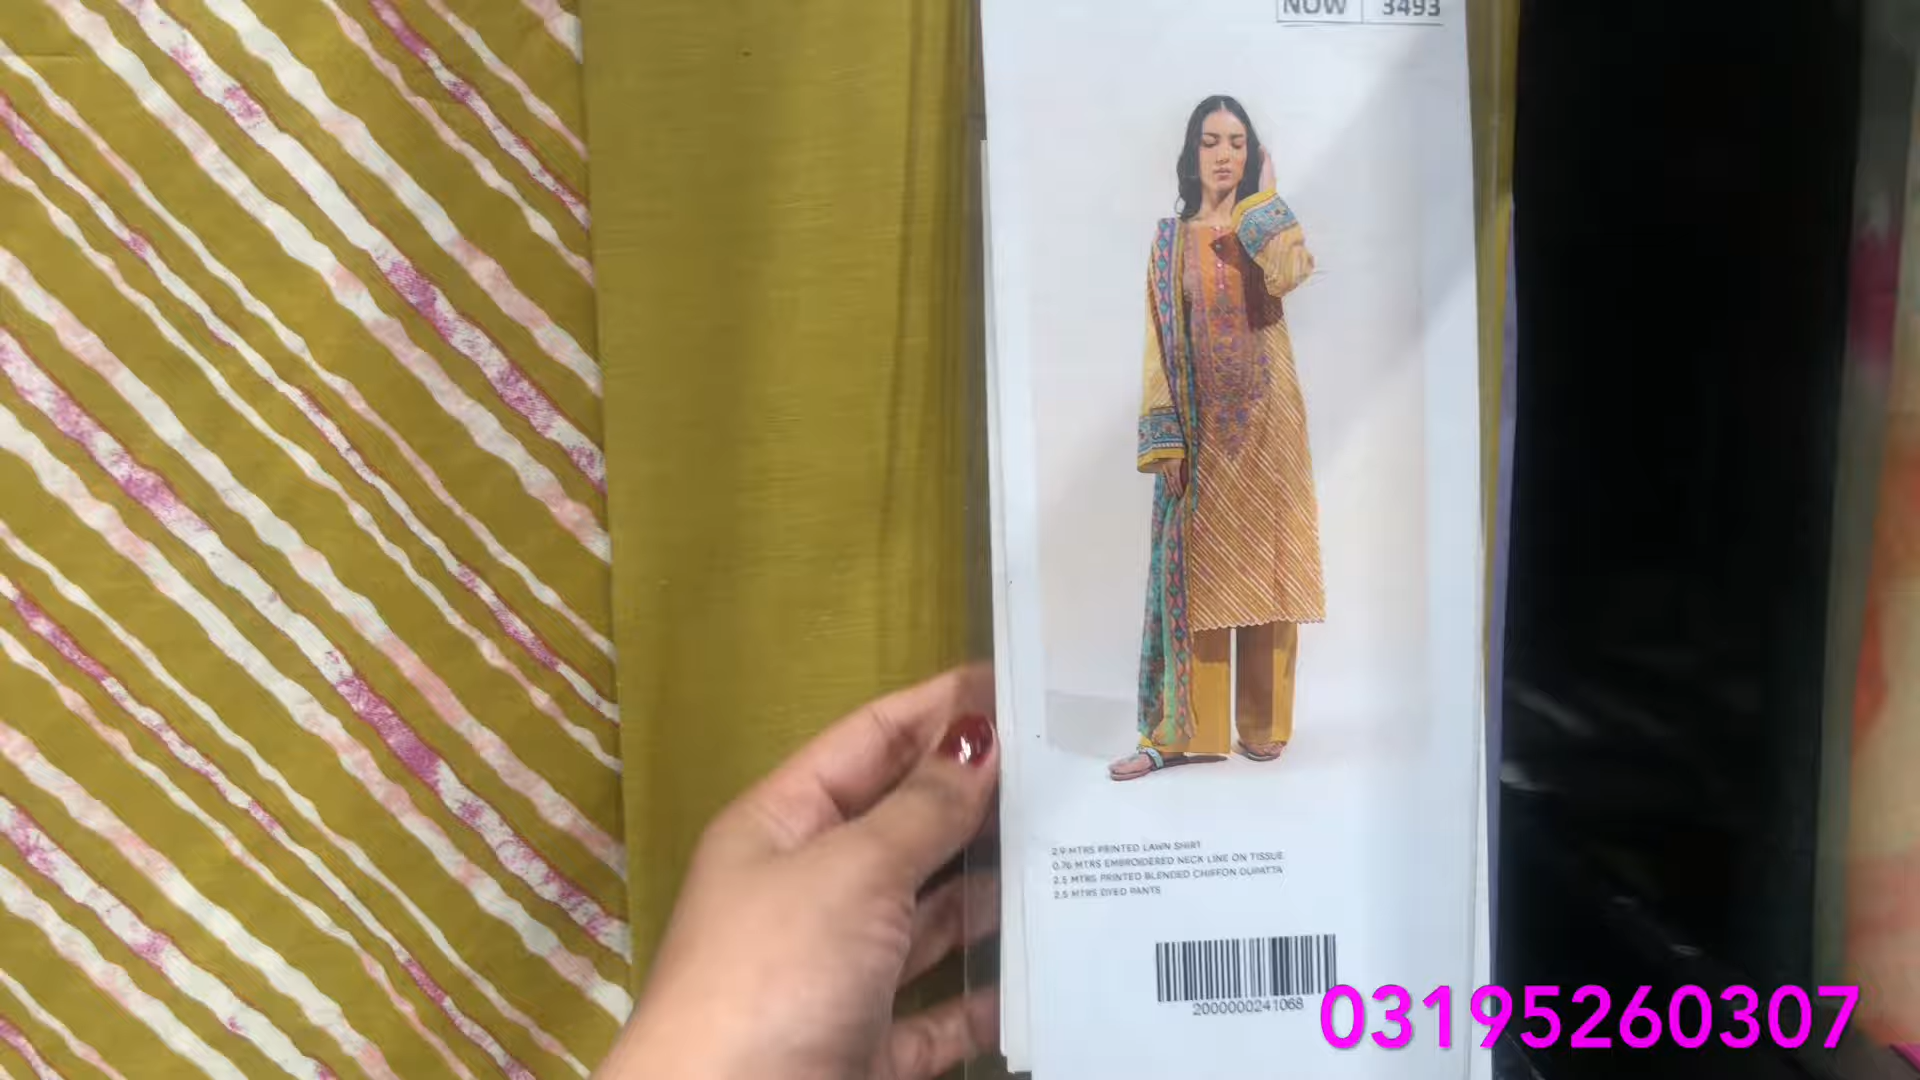 NOW 3493
2.9 MTRS PRINTED LAWN SHIRT
0.76 MTRS EMBROIDERED NECK LINE ON TISSUE
2.5 MTRS PRINTED BLENDED CHIFFON DUPATTA
2.5 MTRS DYED PANTS
2000000241068
03195260307